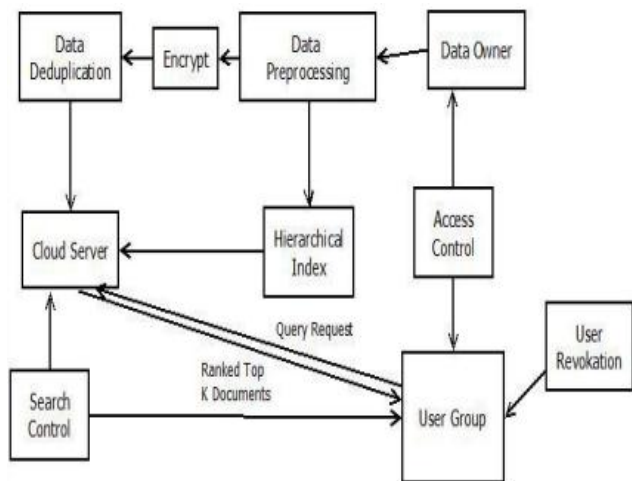 Data
Deduplication
Encrypt
Data
Preprocessing
Data Owner
Cloud Server
Hierarchical
Index
Access
Control
Query Request
Ranked Top
K Documents
User
Revokation
Search
Control
User Group